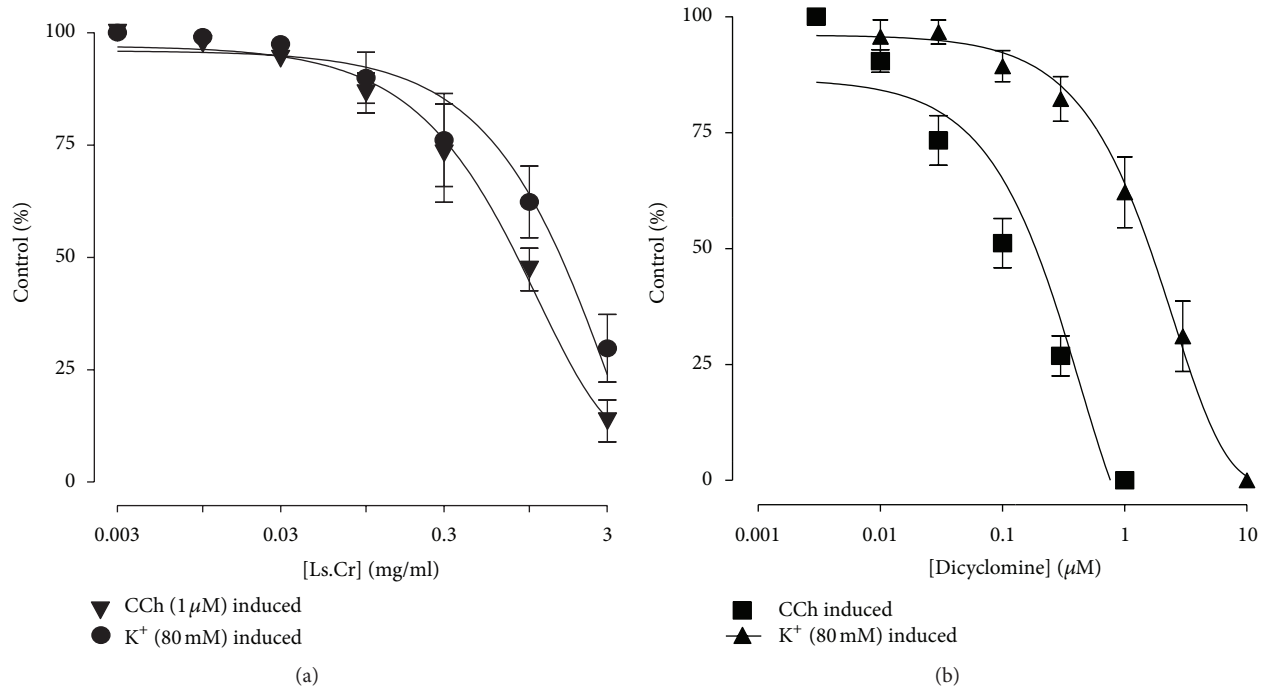 100
75
50
25
0
Control (%)
0.003 0.03 0.3 3
[Ls.Cr] (mg/ml)
CCh (1 μM) induced
K⁺ (80 mM) induced
(a)
100
75
50
25
0
Control (%)
0.001 0.01 0.1 1 10
[Dicyclomine] (μM)
CCh induced
K⁺ (80 mM) induced
(b)